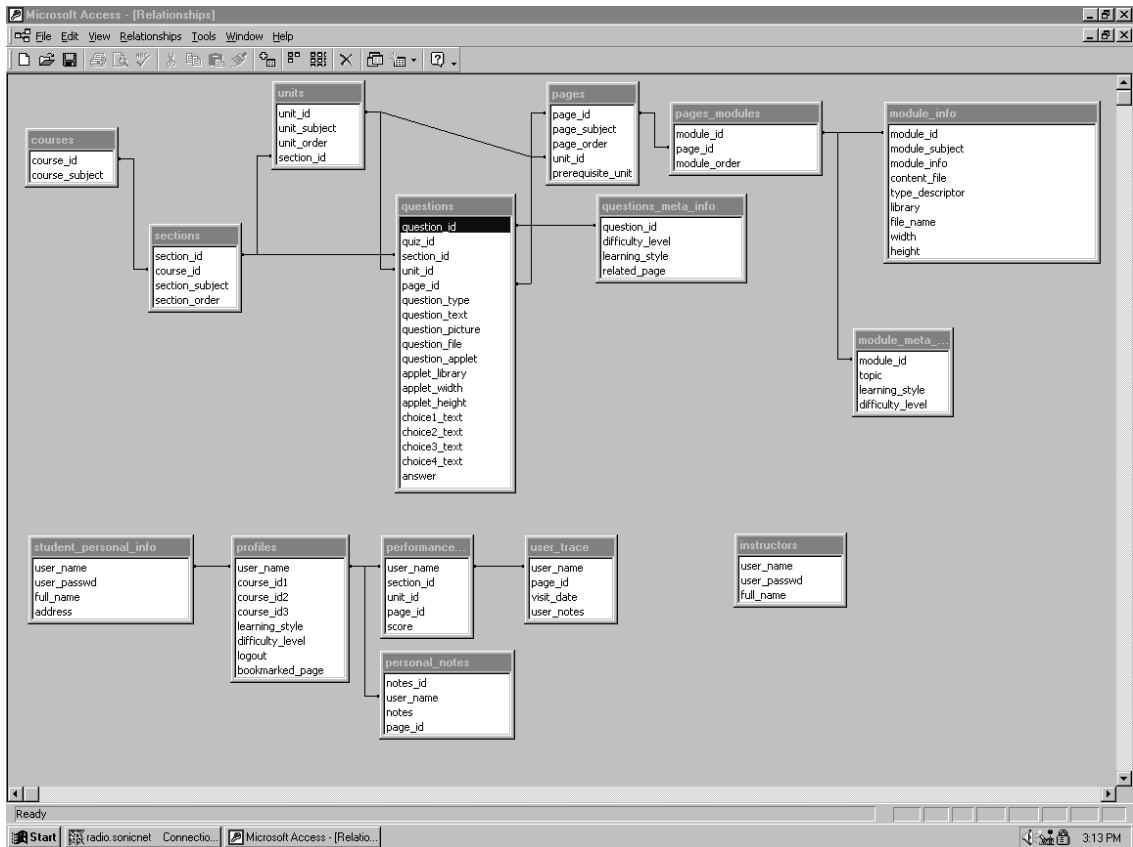 Microsoft Access - [Relationships]
File Edit View Relationships Tools Window Help
units
unit_id
unit_subject
unit_order
section_id
pages
page_id
page_subject
page_order
unit_id
prerequisite_unit
pages_modules
module_id
page_id
module_order
module_info
module_id
module_subject
module_info
content_file
type_descriptor
library
file_name
width
height
courses
course_id
course_subject
sections
section_id
course_id
section_subject
section_order
questions
question_id
quiz_id
section_id
unit_id
page_id
question_type
question_text
question_picture
question_file
question_applet
applet_library
applet_width
applet_height
choice1_text
choice2_text
choice3_text
choice4_text
answer
questions_meta_info
question_id
difficulty_level
learning_style
related_page
module_meta_...
module_id
topic
learning_style
difficulty_level
student_personal_info
user_name
user_passwd
full_name
address
profiles
user_name
course_id1
course_id2
course_id3
learning_style
difficulty_level
logout
bookmarked_page
performance...
user_name
section_id
unit_id
page_id
score
user_trace
user_name
page_id
visit_date
user_notes
instructors
user_name
user_passwd
full_name
personal_notes
notes_id
user_name
notes
page_id
Ready
Start radio.sonicnet Connectio... Microsoft Access - [Relatio... 3:13 PM